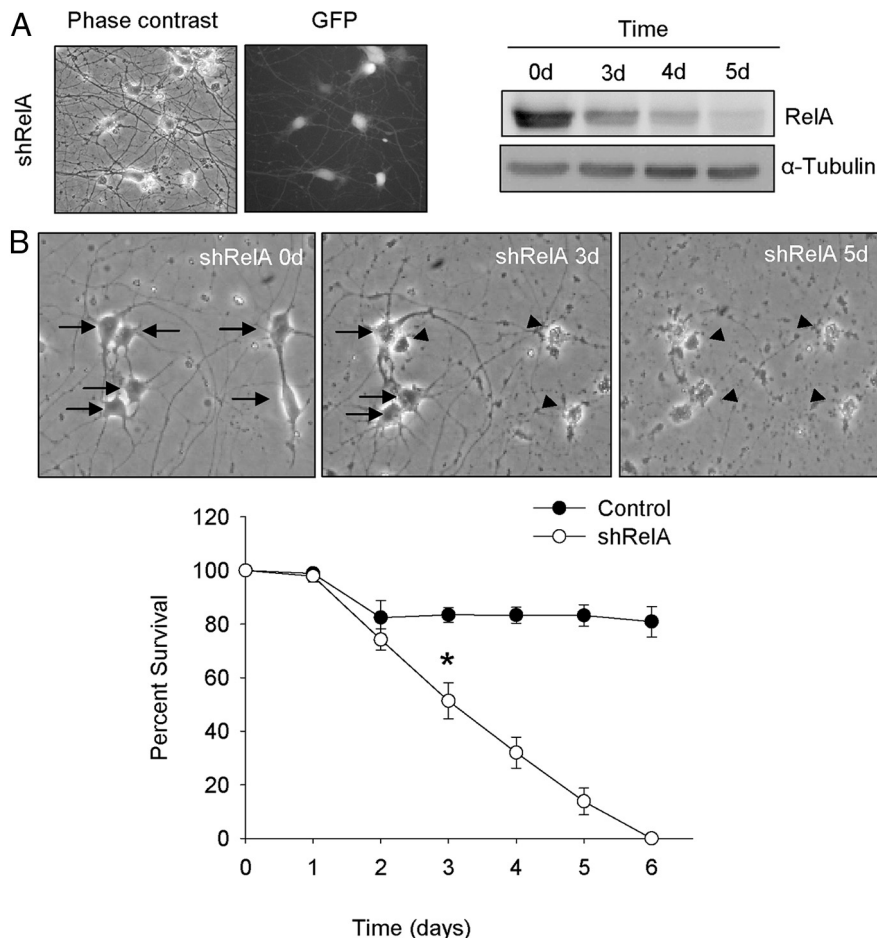 A
Phase contrast
GFP
shRelA
Time
0d 3d 4d 5d
RelA
α-Tubulin
B
shRelA 0d
shRelA 3d
shRelA 5d
Control
shRelA
120
100
80
60
40
20
0
Percent Survival
*
0 1 2 3 4 5 6
Time (days)